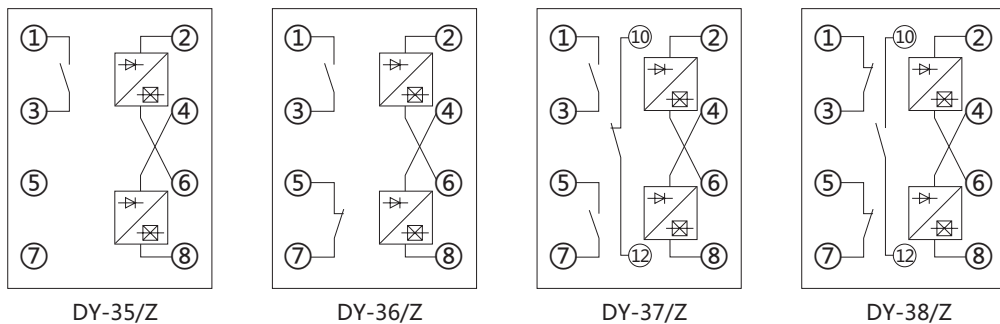 1 2 1 2 1 10 2 1 10 2
3 4 3 4 3 4 3 4
5 6 5 6 5 6 5 6
7 8 7 8 7 12 8 7 12 8
DY-35/Z DY-36/Z DY-37/Z DY-38/Z